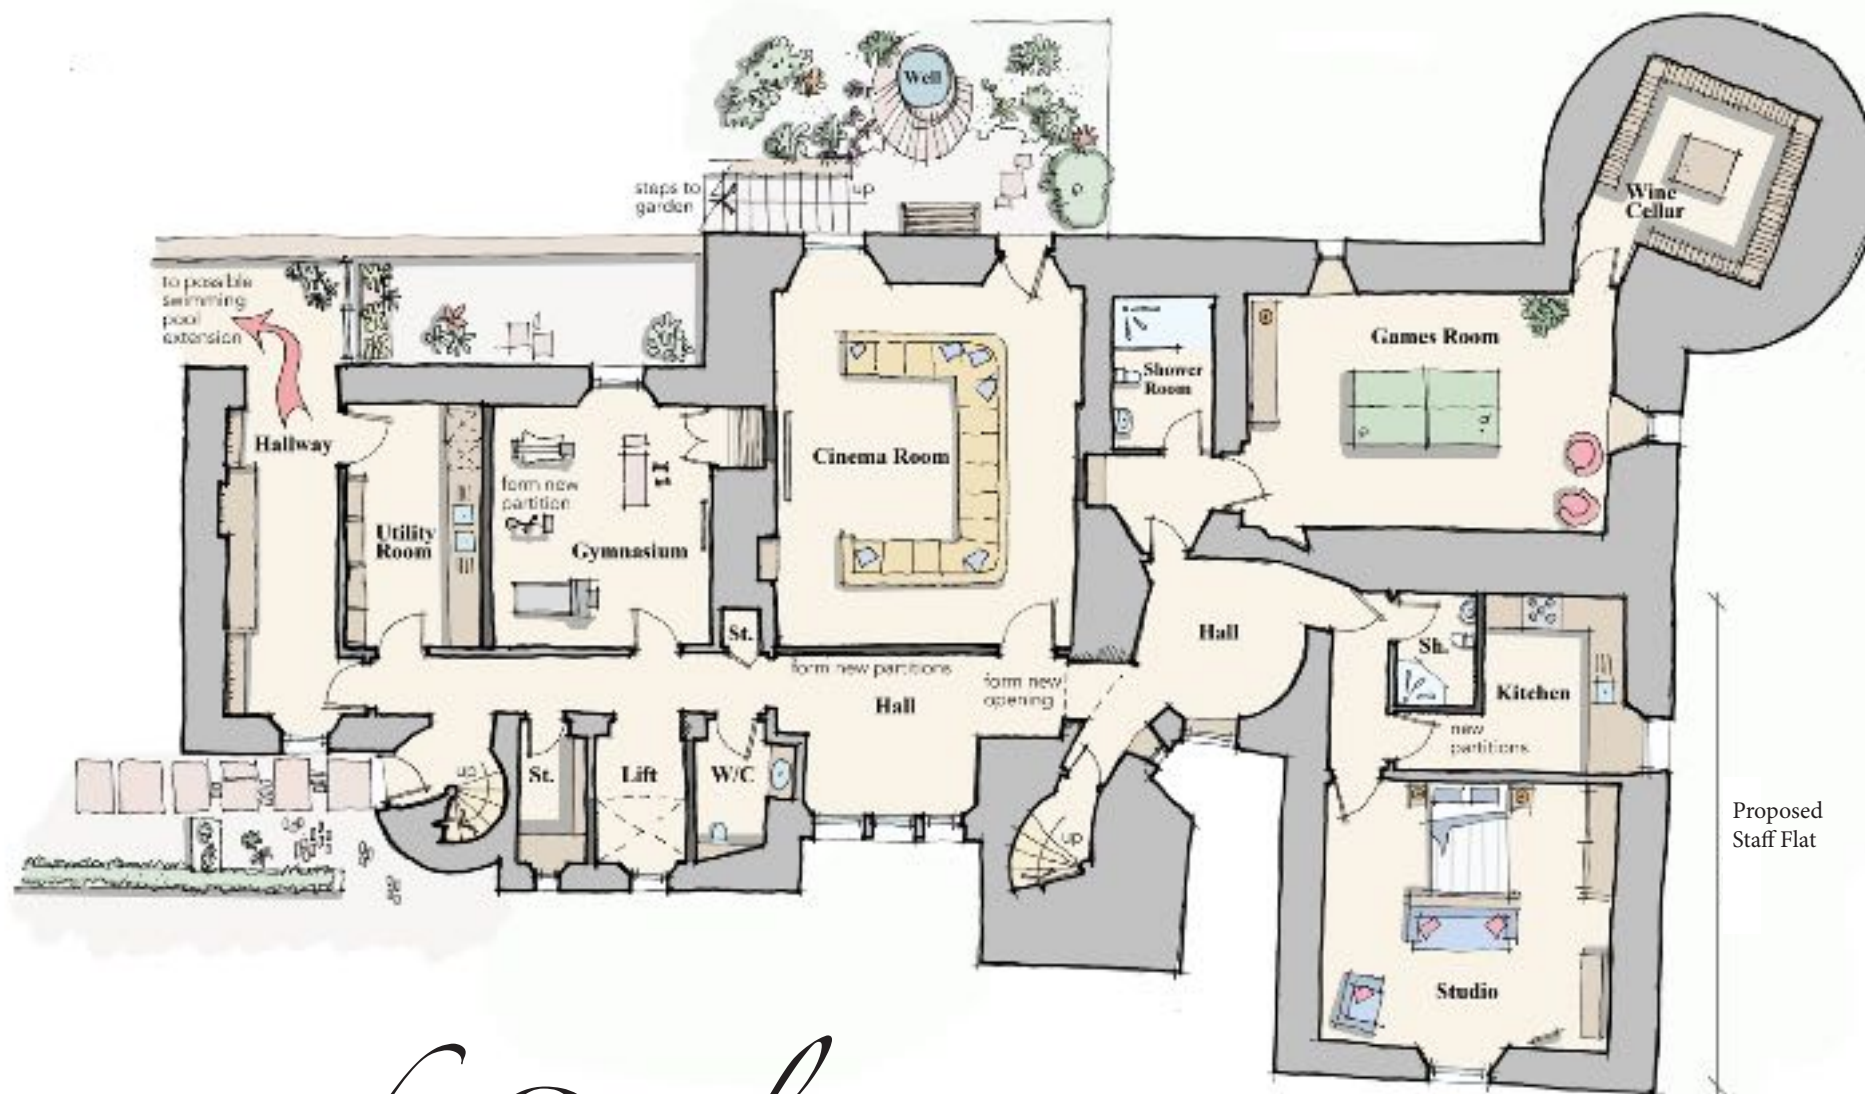 Well
steps to
garden
up
Wine
Cellar
to possible
swimming
pool
extension
Games Room
Shower
Room
Hallway
Cinema Room
form new
partition
Utility
Room
Gymnasium
St.
Hall
Sh.
form new partitions
form new
opening
Hall
Kitchen
new
partitions
up
St.
Lift
W/C
up
Proposed
Staff Flat
Studio